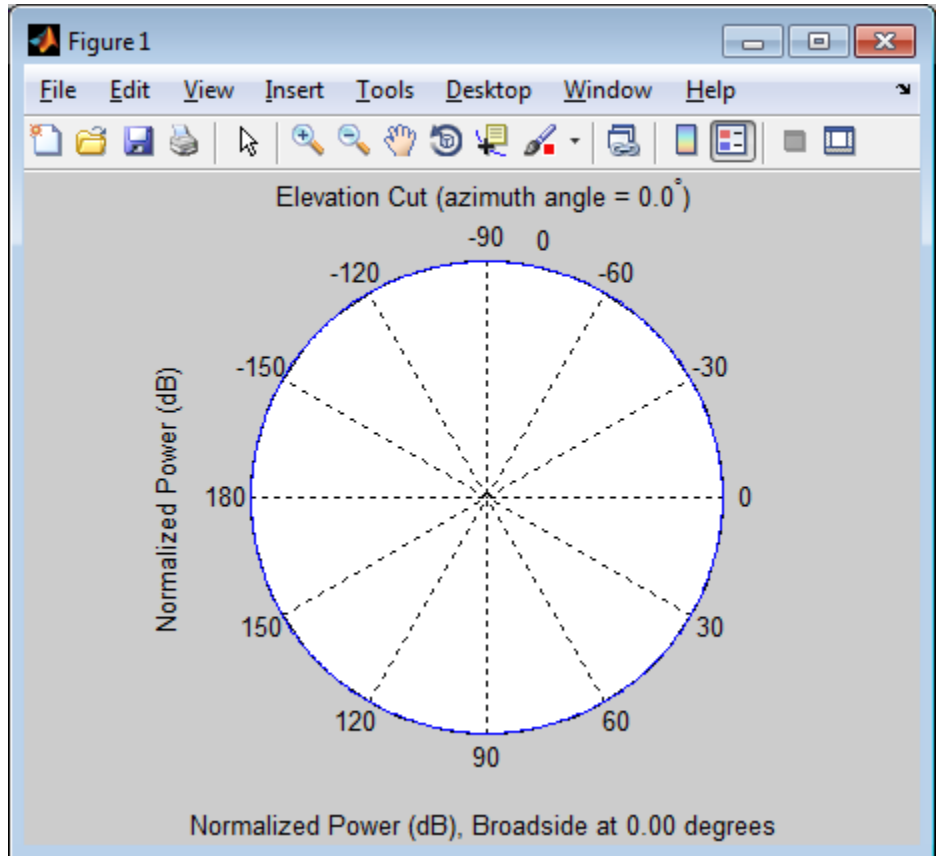 Figure 1
File Edit View Insert Tools Desktop Window Help
Elevation Cut (azimuth angle = 0.0°)
-90 0
-120 -60
-150 -30
Normalized Power (dB)
180 0
150 30
120 60
90
Normalized Power (dB), Broadside at 0.00 degrees